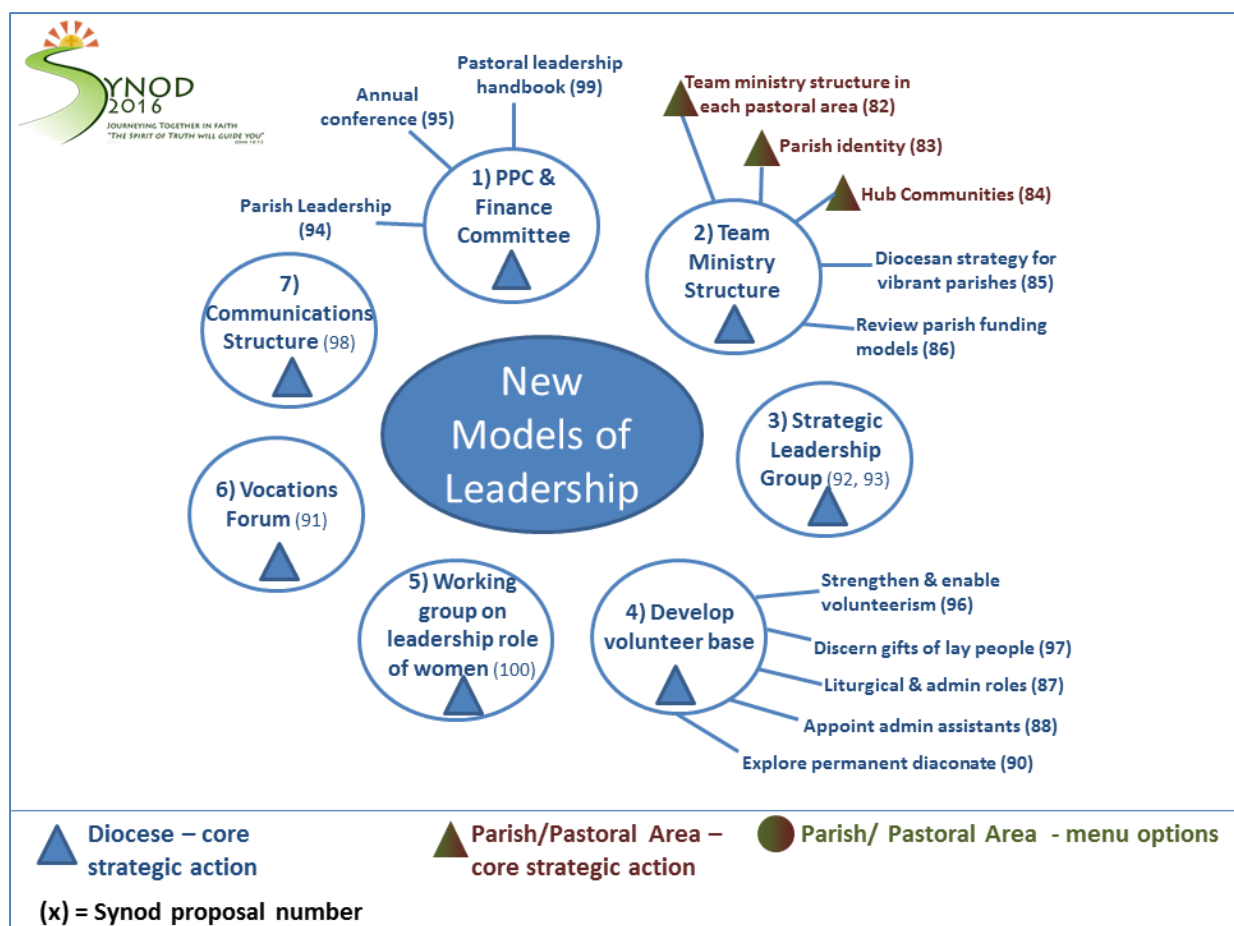 SYNOD
2016
JOURNEYING TOGETHER IN FAITH
"THE SPIRIT OF TRUTH WILL GUIDE YOU"
Pastoral leadership
handbook (99)
Annual
conference (95)
Parish Leadership
(94)
1) PPC &
Finance
Committee
Team ministry structure in
each pastoral area (82)
Parish identity (83)
Hub Communities (84)
2) Team
Ministry
Structure
Diocesan strategy for
vibrant parishes (85)
Review parish funding
models (86)
7)
Communications
Structure (98)
New
Models of
Leadership
3) Strategic
Leadership
Group (92, 93)
6) Vocations
Forum (91)
5) Working
group on
leadership role
of women (100)
4) Develop
volunteer base
Strengthen & enable
volunteerism (96)
Discern gifts of lay people (97)
Liturgical & admin roles (87)
Appoint admin assistants (88)
Explore permanent diaconate (90)
Diocese – core
strategic action
Parish/Pastoral Area –
core strategic action
Parish/ Pastoral Area - menu options
(x) = Synod proposal number